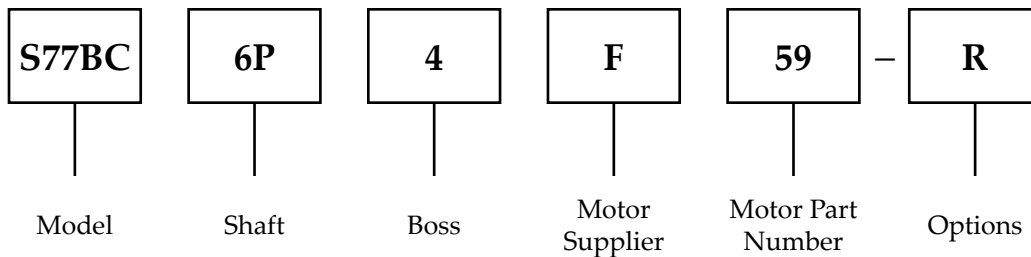 S77BC 6P 4 F 59 – R
Model Shaft Boss Motor Supplier Motor Part Number Options